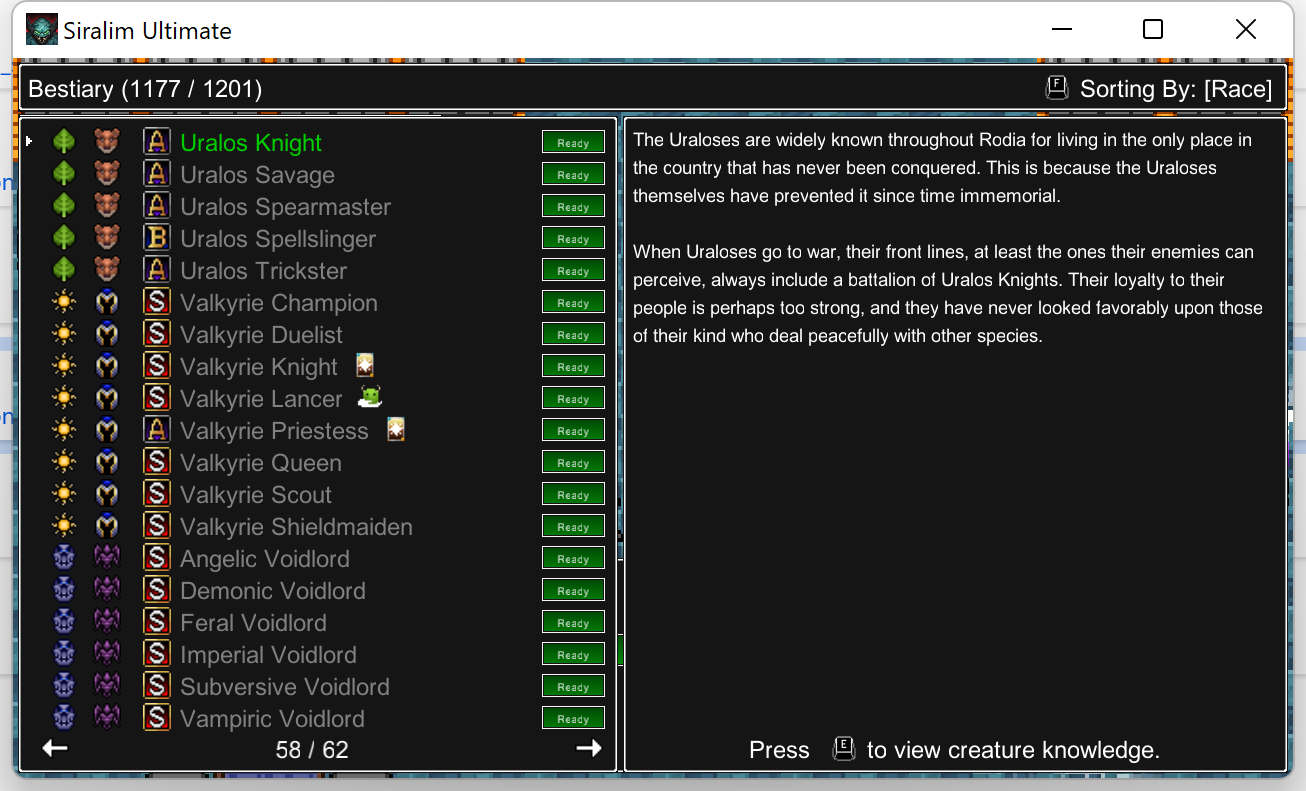 Siralim Ultimate
Bestiary (1177 / 1201)
F Sorting By: [Race]
A Uralos Knight Ready
A Uralos Savage Ready
A Uralos Spearmaster Ready
B Uralos Spellslinger Ready
A Uralos Trickster Ready
S Valkyrie Champion Ready
S Valkyrie Duelist Ready
S Valkyrie Knight Ready
S Valkyrie Lancer Ready
A Valkyrie Priestess Ready
S Valkyrie Queen Ready
S Valkyrie Scout Ready
S Valkyrie Shieldmaiden Ready
S Angelic Voidlord Ready
S Demonic Voidlord Ready
S Feral Voidlord Ready
S Imperial Voidlord Ready
S Subversive Voidlord Ready
S Vampiric Voidlord Ready
58 / 62
The Uraloses are widely known throughout Rodia for living in the only place in
the country that has never been conquered. This is because the Uraloses
themselves have prevented it since time immemorial.
When Uraloses go to war, their front lines, at least the ones their enemies can
perceive, always include a battalion of Uralos Knights. Their loyalty to their
people is perhaps too strong, and they have never looked favorably upon those
of their kind who deal peacefully with other species.
Press E to view creature knowledge.